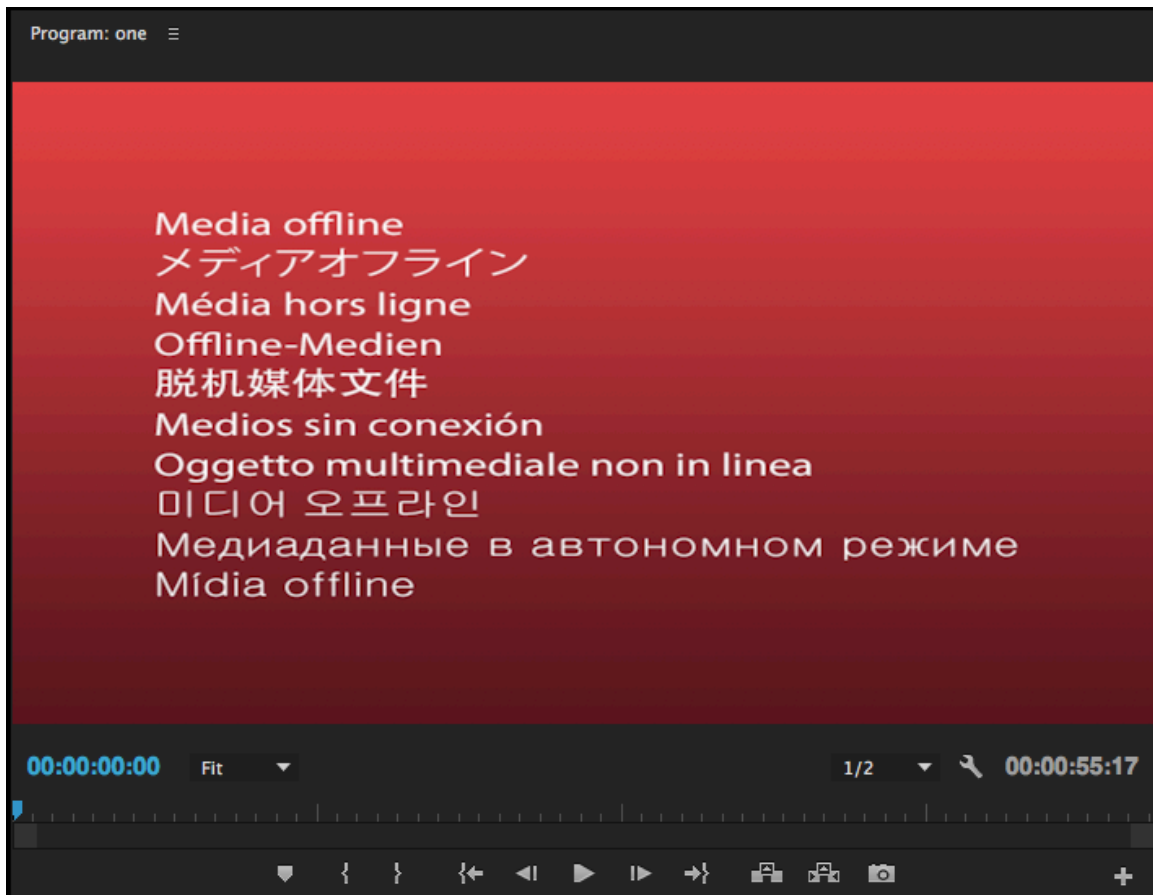 Program: one
Media offline
メディアオフライン
Média hors ligne
Offline-Medien
脱机媒体文件
Medios sin conexión
Oggetto multimediale non in linea
미디어 오프라인
Медиаданные в автономном режиме
Mídia offline
00:00:00:00 Fit 1/2 00:00:55:17